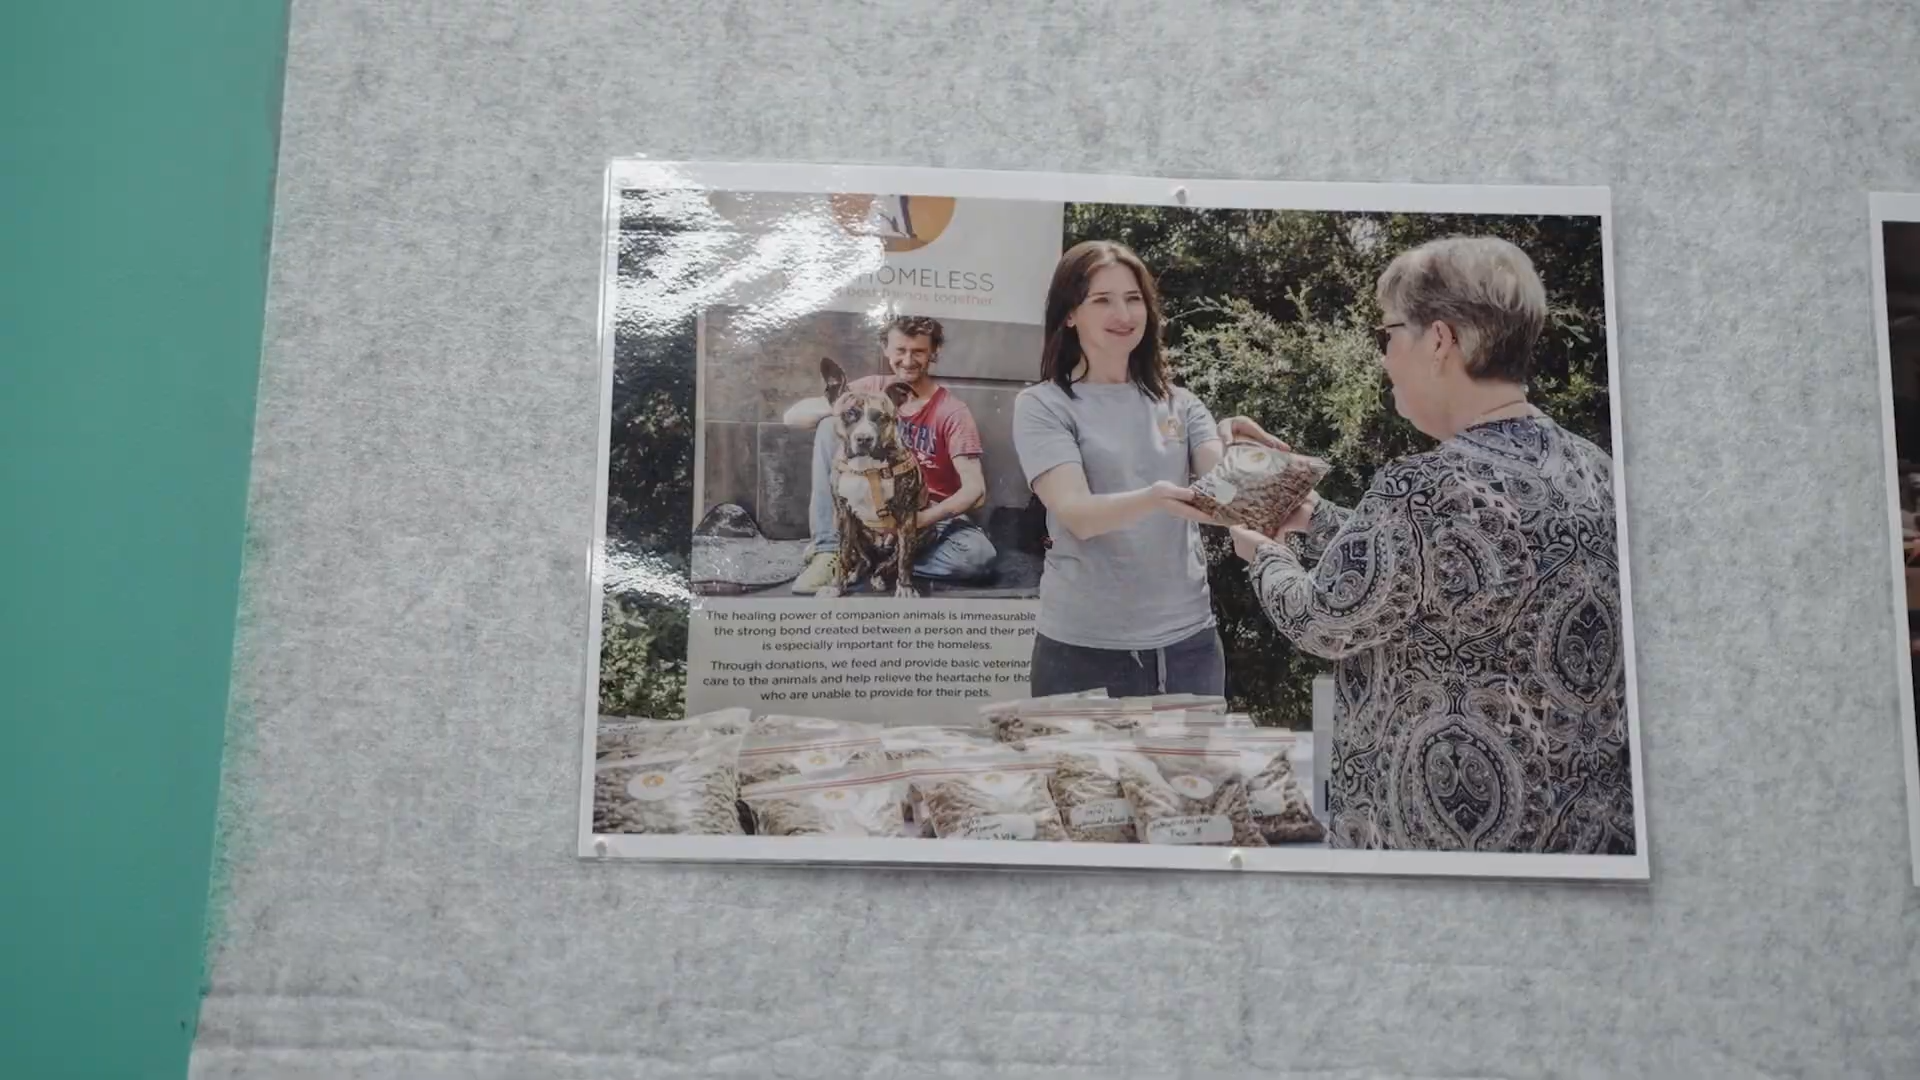 HOMELESS
best friends together
The healing power of companion animals is immeasurable
the strong bond created between a person and their pet
is especially important for the homeless.
Through donations, we feed and provide basic veterinar
care to the animals and help relieve the heartache for tho
who are unable to provide for their pets.